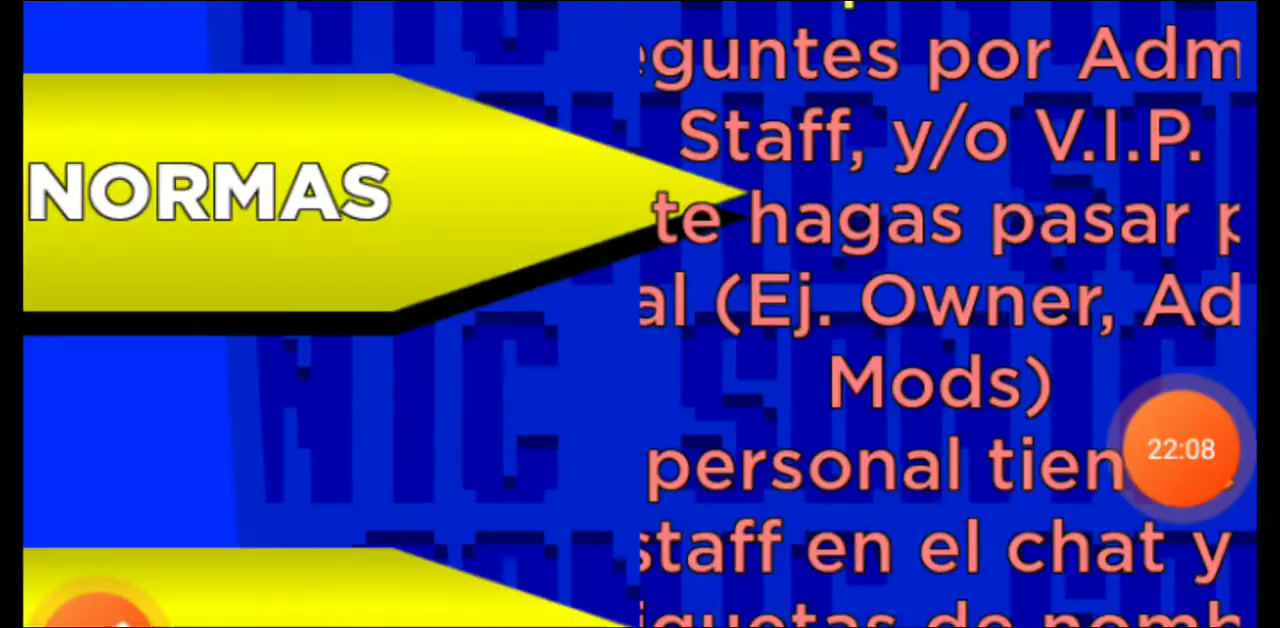 NORMAS
guntes por Adm
Staff, y/o V.I.P.
te hagas pasar p
al (Ej. Owner, Ad
Mods)
personal tien
staff en el chat y
22:08